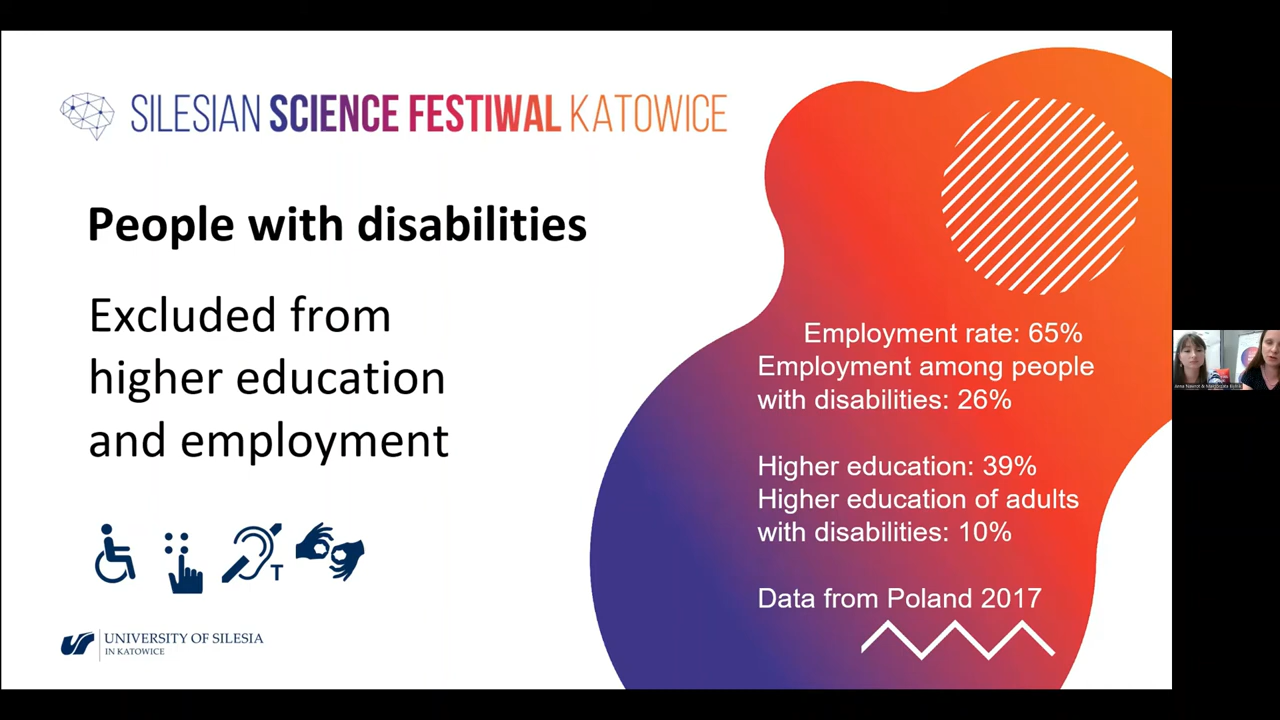 SILESIAN SCIENCE FESTIWAL KATOWICE
People with disabilities
Excluded from
higher education
and employment
Employment rate: 65%
Employment among people
with disabilities: 26%
Higher education: 39%
Higher education of adults
with disabilities: 10%
Data from Poland 2017
T
UNIVERSITY OF SILESIA
IN KATOWICE